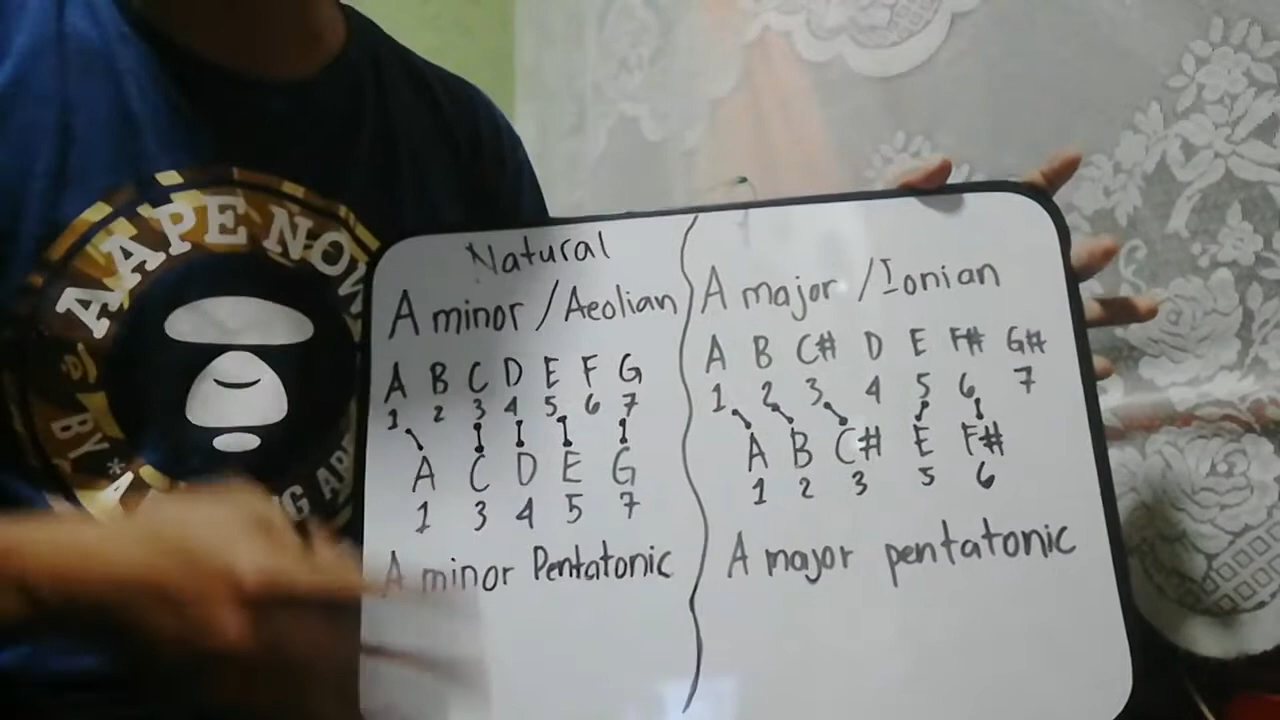 AAPE NOW
BY *A
Natural
A minor / Aeolian
A B C D E F G
1 2 3 4 5 6 7
A C D E G
1 3 4 5 7
A minor Pentatonic
A major / Ionian
A B C# D E F# G#
1 2 3 4 5 6 7
A B C# E F#
1 2 3 5 6
A major pentatonic